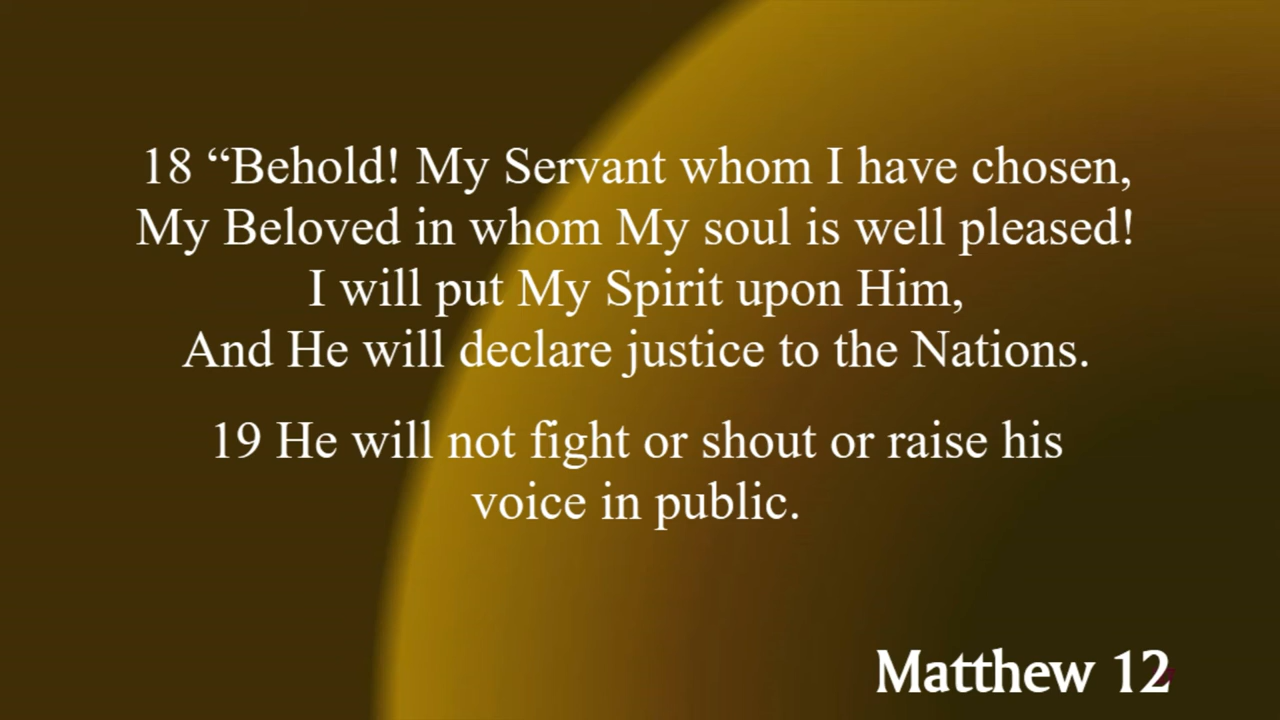 18 “Behold! My Servant whom I have chosen,
My Beloved in whom My soul is well pleased!
I will put My Spirit upon Him,
And He will declare justice to the Nations.
19 He will not fight or shout or raise his
voice in public.
Matthew 12